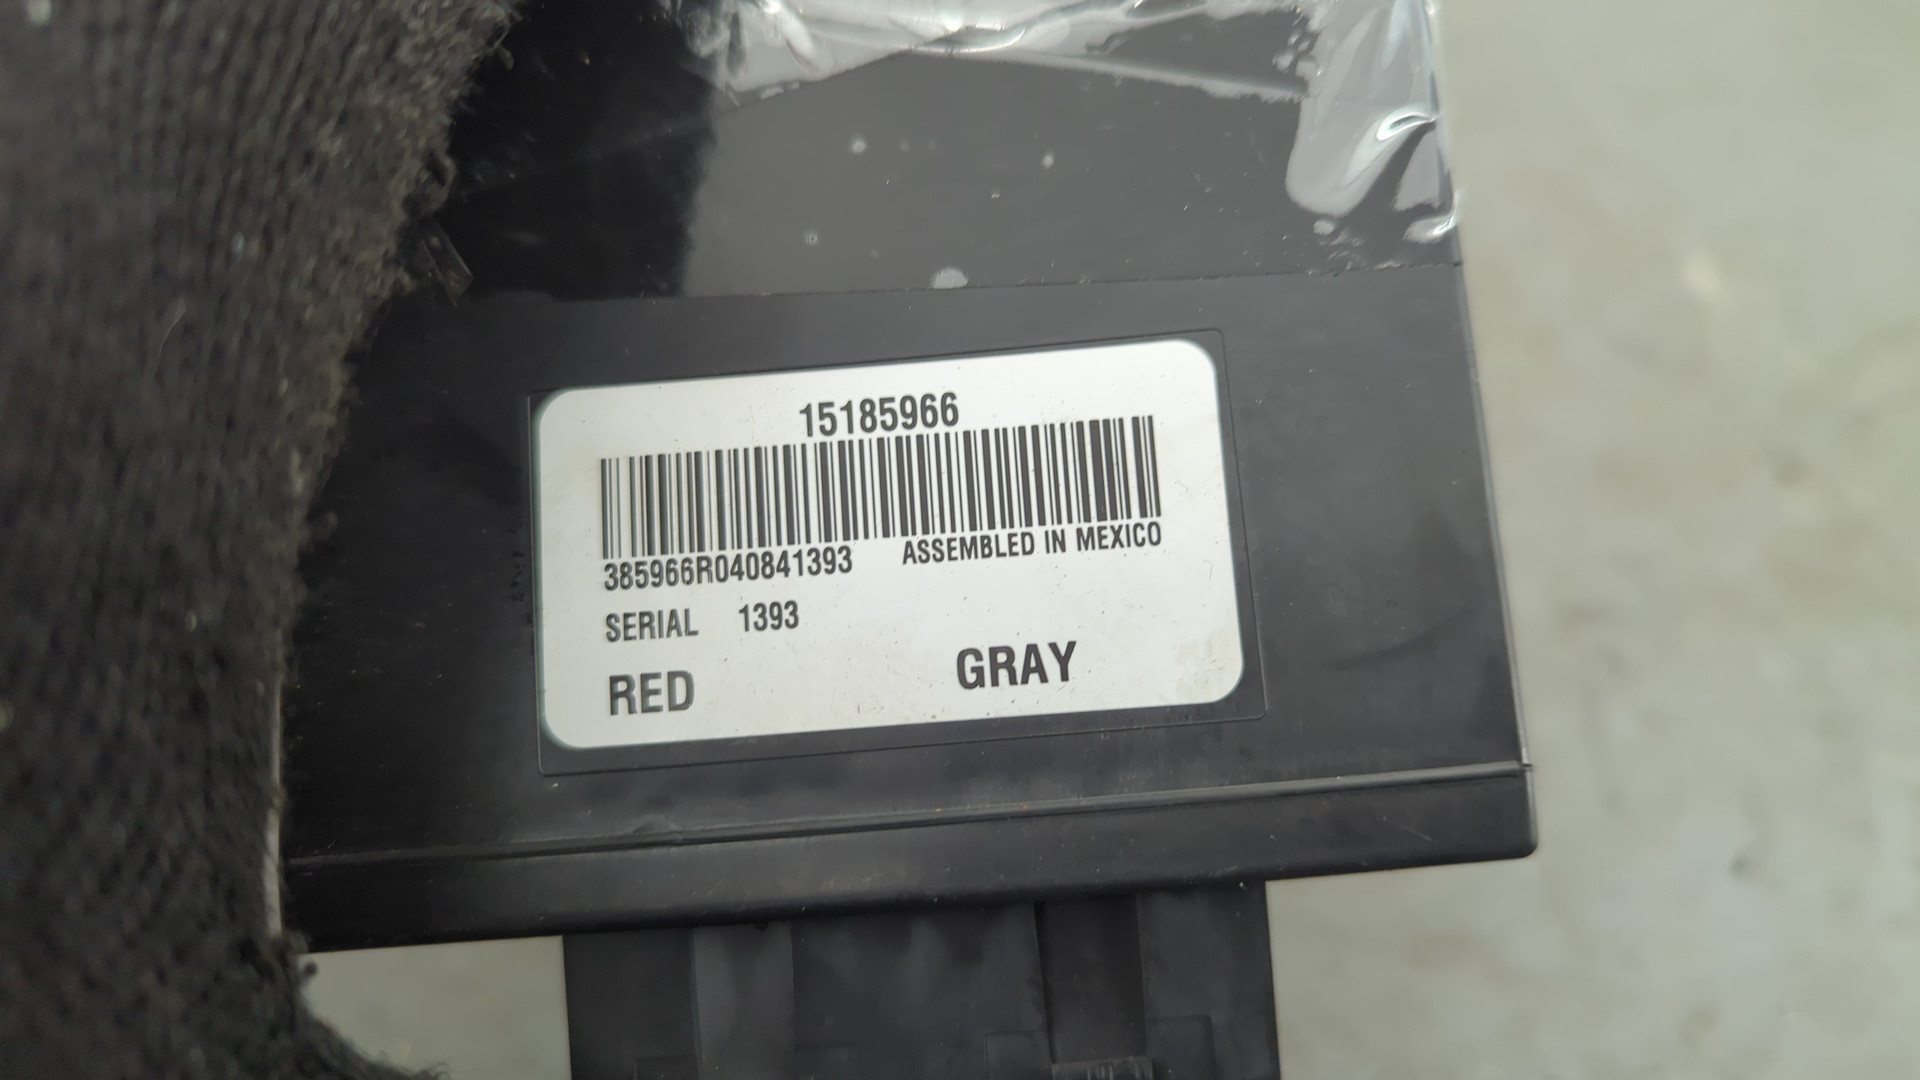 15185966
385966R040841393 ASSEMBLED IN MEXICO
SERIAL 1393
RED GRAY